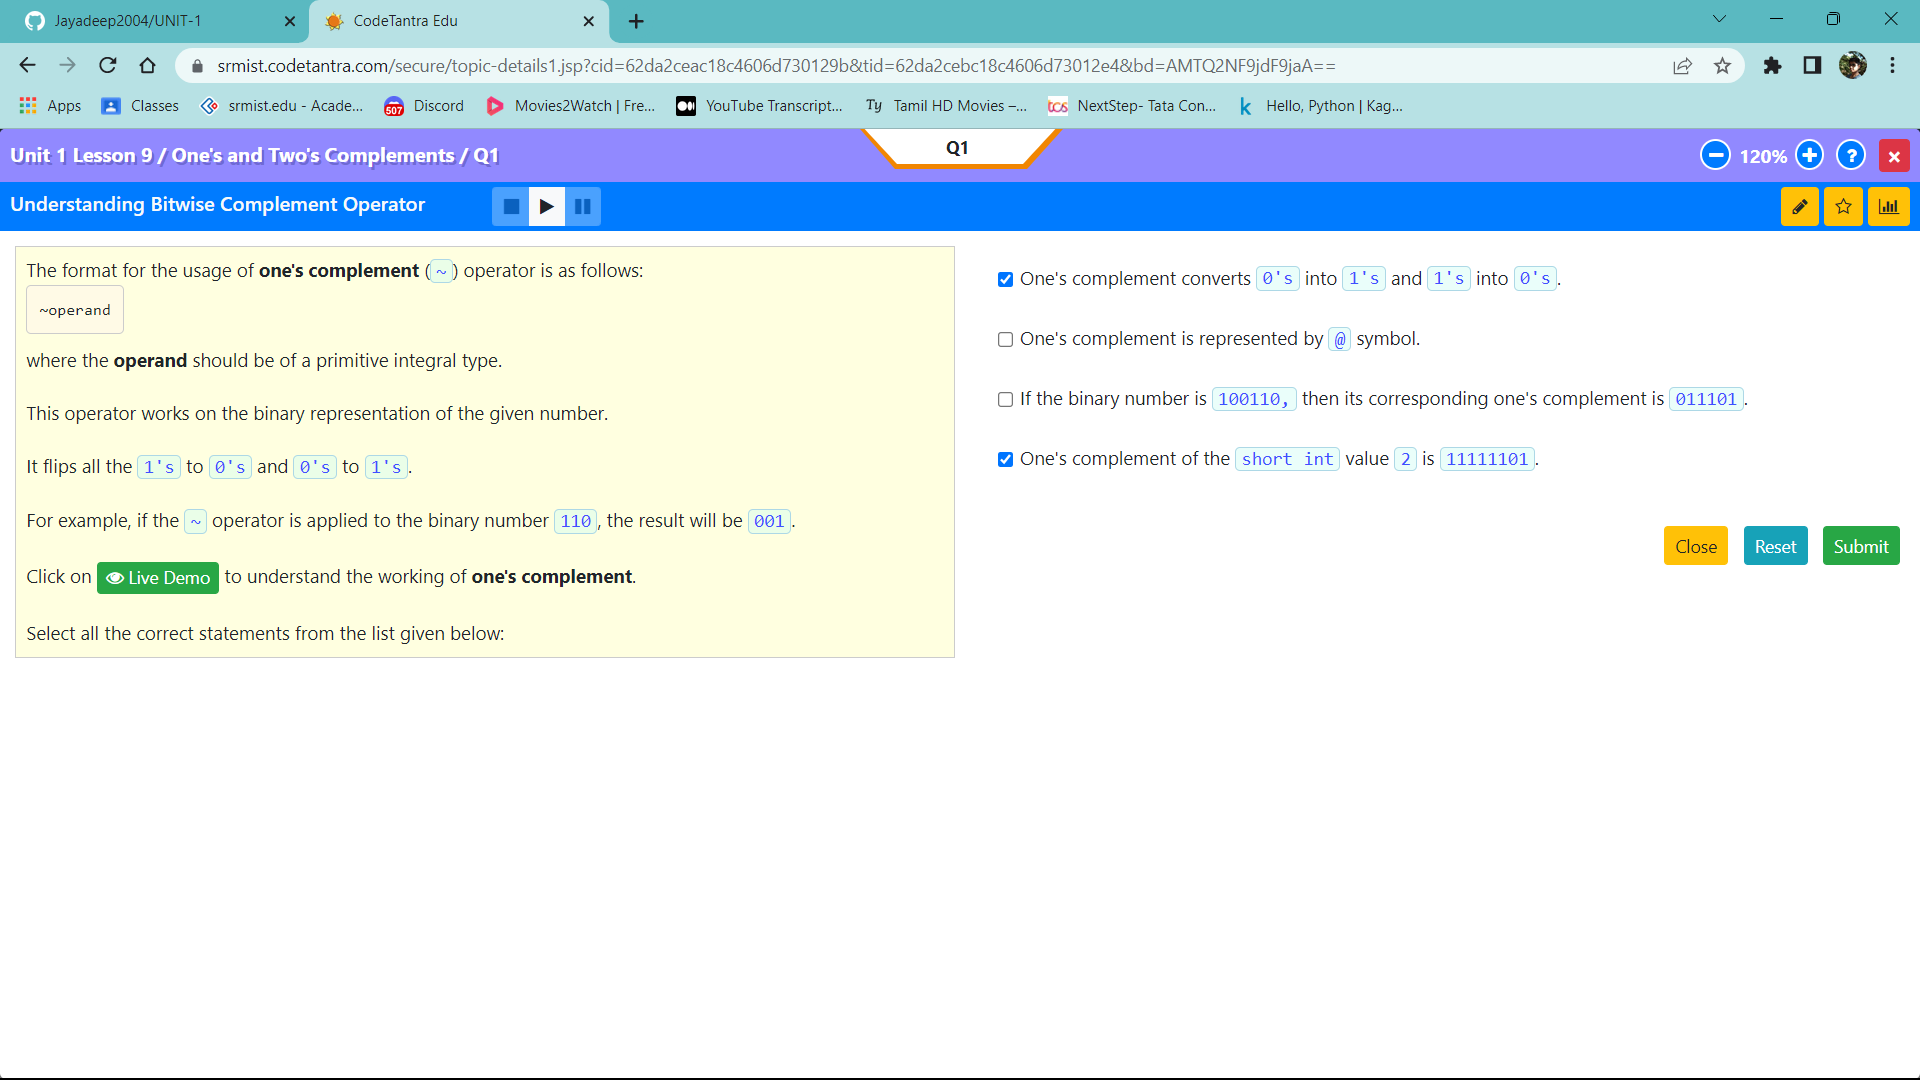 Jayadeep2004/UNIT-1
CodeTantra Edu
srmist.codetantra.com/secure/topic-details1.jsp?cid=62da2ceac18c4606d730129b&tid=62da2cebc18c4606d73012e4&bd=AMTQ2NF9jdF9jaA==
Apps Classes srmist.edu - Acade... 507 Discord Movies2Watch | Fre... YouTube Transcript... Ty Tamil HD Movies –... tcs NextStep- Tata Con... k Hello, Python | Kag...
Unit 1 Lesson 9 / One's and Two's Complements / Q1
Q1
120%
?
Understanding Bitwise Complement Operator
The format for the usage of one's complement (~) operator is as follows:
~operand
where the operand should be of a primitive integral type.
This operator works on the binary representation of the given number.
It flips all the 1's to 0's and 0's to 1's.
For example, if the ~ operator is applied to the binary number 110, the result will be 001.
Click on Live Demo to understand the working of one's complement.
Select all the correct statements from the list given below:
One's complement converts 0's into 1's and 1's into 0's.
One's complement is represented by @ symbol.
If the binary number is 100110, then its corresponding one's complement is 011101.
One's complement of the short int value 2 is 11111101.
Close Reset Submit